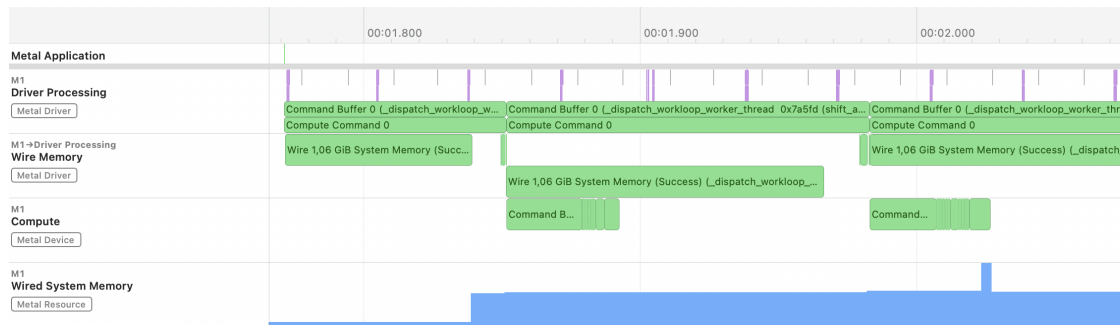 00:01.800 00:01.900 00:02.000
Metal Application
M1
Driver Processing
Metal Driver
Command Buffer 0 (_dispatch_workloop_w... Command Buffer 0 (_dispatch_workloop_worker_thread 0x7a5fd (shift_a... Command Buffer 0 (_dispatch_workloop_worker_thr
Compute Command 0 Compute Command 0 Compute Command 0
M1→Driver Processing
Wire Memory
Metal Driver
Wire 1,06 GiB System Memory (Succ... Wire 1,06 GiB System Memory (Success) (_dispatch_
Wire 1,06 GiB System Memory (Success) (_dispatch_workloop_...
M1
Compute
Metal Device
Command B... Command...
M1
Wired System Memory
Metal Resource